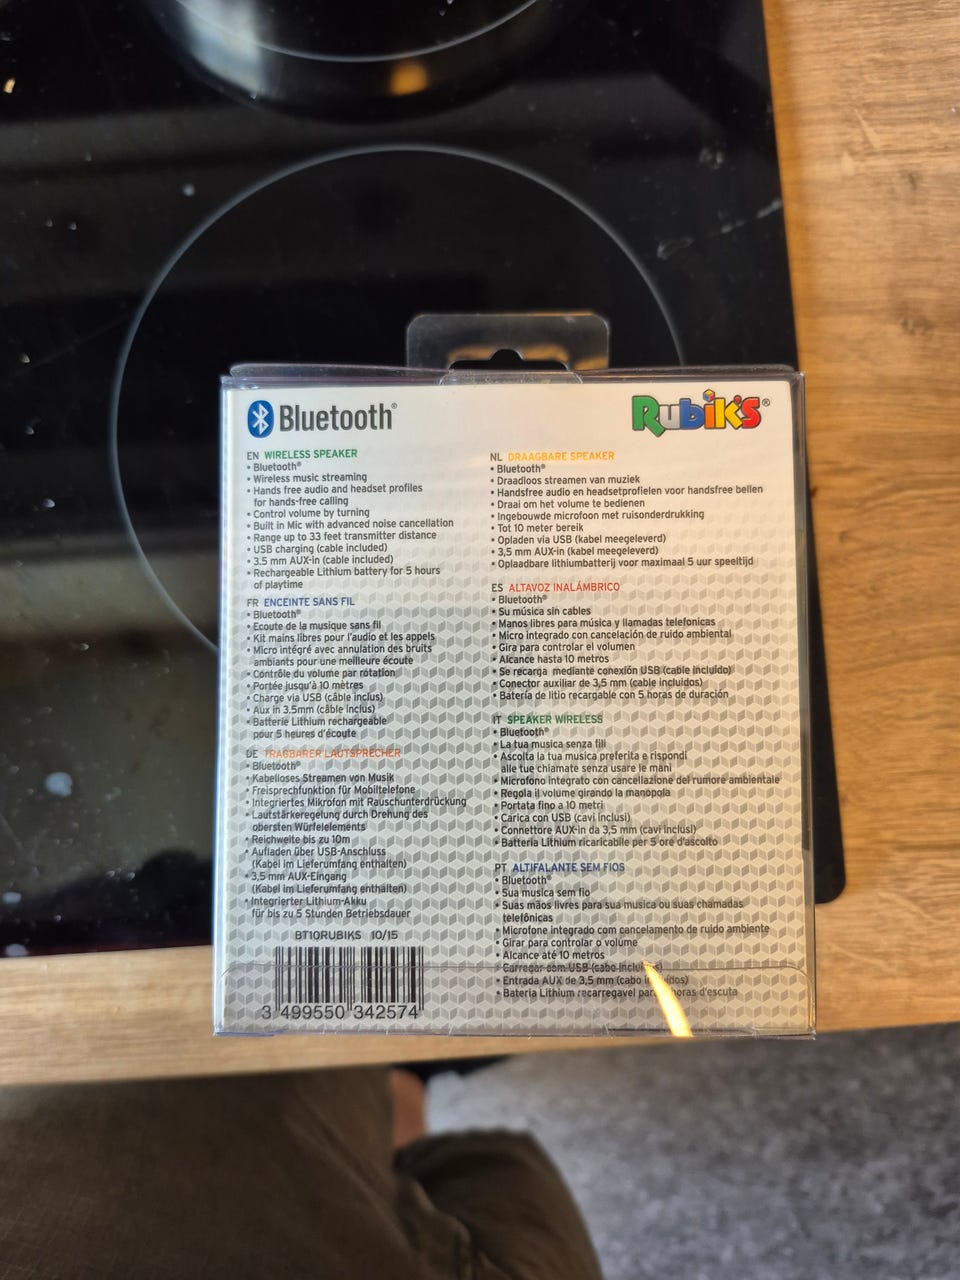 Bluetooth®
Rubik's®
EN WIRELESS SPEAKER
• Bluetooth®
• Wireless music streaming
• Hands free audio and headset profiles
for hands-free calling
• Control volume by turning
• Built in Mic with advanced noise cancellation
• Range up to 33 feet transmitter distance
• USB charging (cable included)
• 3.5 mm AUX-in (cable included)
• Rechargeable Lithium battery for 5 hours
of playtime
FR ENCEINTE SANS FIL
• Bluetooth®
• Ecoute de la musique sans fil
• Kit mains libres pour l'audio et les appels
• Micro intégré avec annulation des bruits
ambiants pour une meilleure écoute
• Contrôle du volume par rotation
• Portée jusqu'à 10 mètres
• Charge via USB (câble inclus)
• Aux in 3.5mm (câble inclus)
• Batterie Lithium rechargeable
pour 5 heures d'écoute
DE TRAGBARER LAUTSPRECHER
• Bluetooth®
• Kabelloses Streamen von Musik
• Freisprechfunktion für Mobiltelefone
• Integriertes Mikrofon mit Rauschunterdrückung
• Lautstärkeregelung durch Drehung des
obersten Würfelelements
• Reichweite bis zu 10m
• Aufladen über USB-Anschluss
(Kabel im Lieferumfang enthalten)
• 3,5 mm AUX-Eingang
(Kabel im Lieferumfang enthalten)
• Integrierter Lithium-Akku
für bis zu 5 Stunden Betriebsdauer
BT10RUBIKS 10/15
3 499550 342574
NL DRAAGBARE SPEAKER
• Bluetooth®
• Draadloos streamen van muziek
• Handsfree audio en headsetprofielen voor handsfree bellen
• Draai om het volume te bedienen
• Ingebouwde microfoon met ruisonderdrukking
• Tot 10 meter bereik
• Opladen via USB (kabel meegeleverd)
• 3,5 mm AUX-in (kabel meegeleverd)
• Oplaadbare lithiumbatterij voor maximaal 5 uur speeltijd
ES ALTAVOZ INALÁMBRICO
• Bluetooth®
• Su música sin cables
• Manos libres para música y llamadas telefonicas
• Micro integrado con cancelación de ruido ambiental
• Gira para controlar el volumen
• Alcance hasta 10 metros
• Se recarga mediante conexión USB (cable incluido)
• Conector auxiliar de 3,5 mm (cable incluidos)
• Batería de litio recargable con 5 horas de duración
IT SPEAKER WIRELESS
• Bluetooth®
• La tua musica senza fili
• Ascolta la tua musica preferita e rispondi
alle tue chiamate senza usare le mani
• Microfono integrato con cancellazione del rumore ambientale
• Regola il volume girando la manopola
• Portata fino a 10 metri
• Carica con USB (cavi inclusi)
• Connettore AUX-in da 3,5 mm (cavi inclusi)
• Batteria Lithium ricaricabile per 5 ore d'ascolto
PT ALTIFALANTE SEM FIOS
• Bluetooth®
• Sua musica sem fio
• Suas mãos livres para sua musica ou suas chamadas
telefônicas
• Microfone integrado com cancelamento de ruido ambiente
• Girar para controlar o volume
• Alcance até 10 metros
• Carregar com USB (cabo
• Entrada AUX de 3,5 mm (cabo
• Bateria Lithium recarregavel horas d'escuta